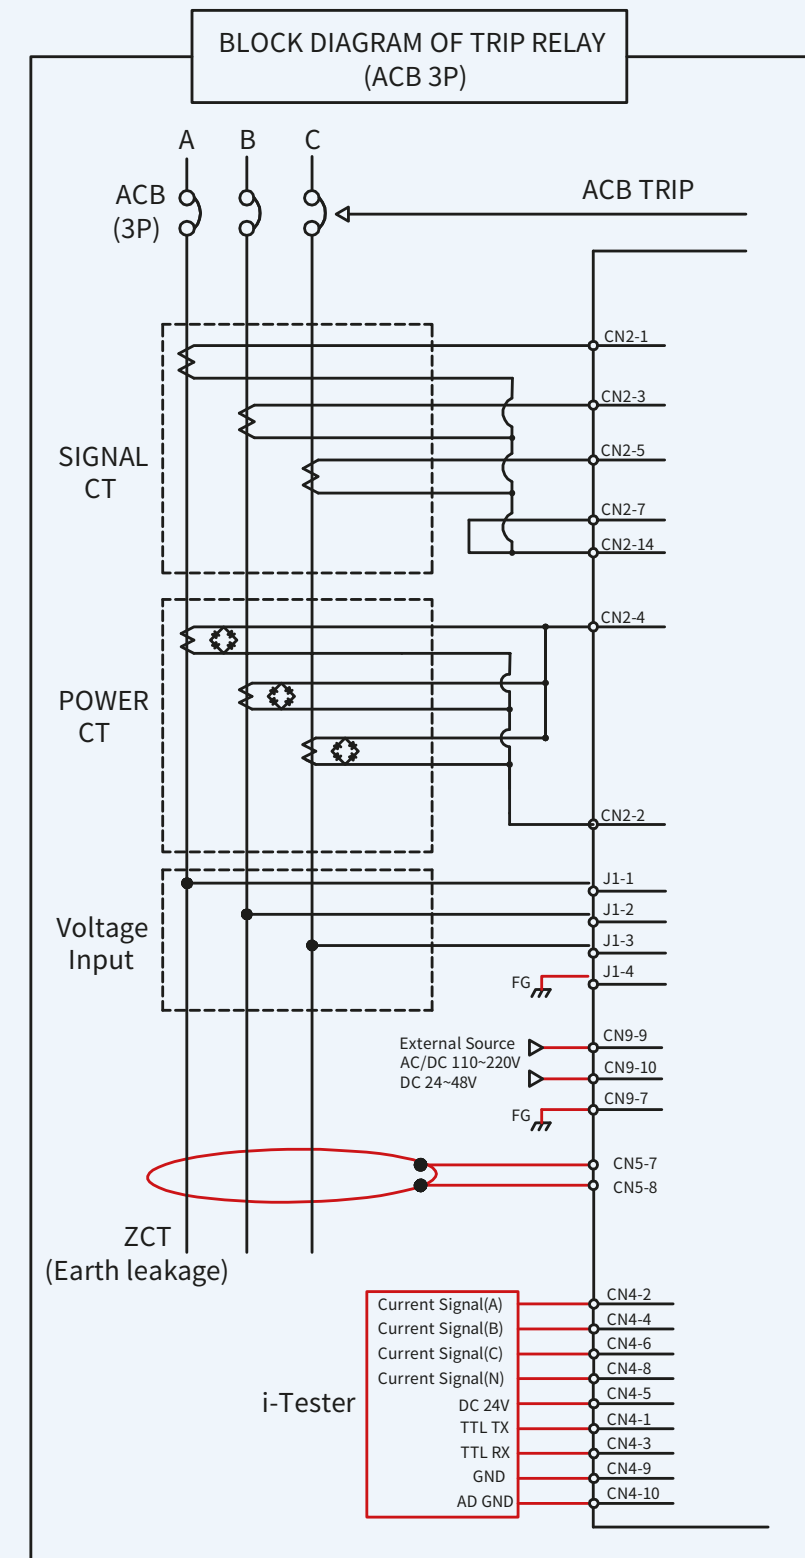 BLOCK DIAGRAM OF TRIP RELAY
(ACB 3P)
A
B
C
ACB
(3P)
ACB TRIP
SIGNAL
CT
CN2-1
CN2-3
CN2-5
CN2-7
CN2-14
POWER
CT
CN2-4
CN2-2
Voltage
Input
J1-1
J1-2
J1-3
J1-4
FG
External Source
AC/DC 110~220V
DC 24~48V
CN9-9
CN9-10
CN9-7
FG
CN5-7
CN5-8
ZCT
(Earth leakage)
i-Tester
Current Signal(A)
Current Signal(B)
Current Signal(C)
Current Signal(N)
DC 24V
TTL TX
TTL RX
GND
AD GND
CN4-2
CN4-4
CN4-6
CN4-8
CN4-5
CN4-1
CN4-3
CN4-9
CN4-10